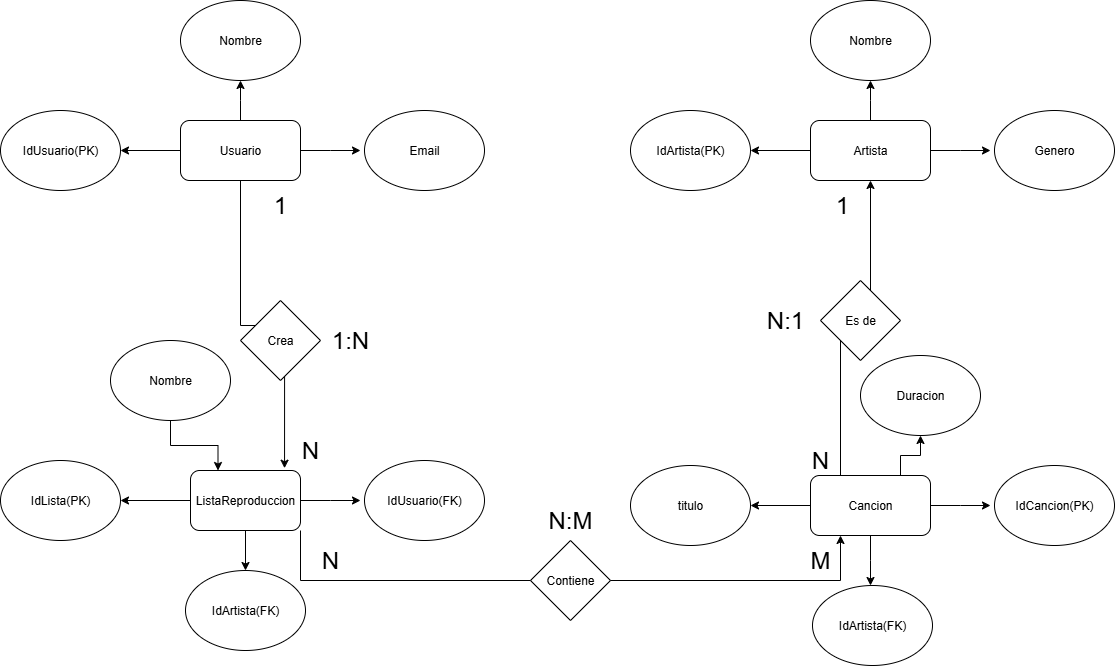 Nombre
Nombre
IdUsuario(PK)
Usuario
Email
IdArtista(PK)
Artista
Genero
1
1
Crea
1:N
N:1
Es de
Nombre
Duracion
N
N
IdLista(PK)
ListaReproduccion
IdUsuario(FK)
titulo
Cancion
IdCancion(PK)
N:M
N
M
Contiene
IdArtista(FK)
IdArtista(FK)